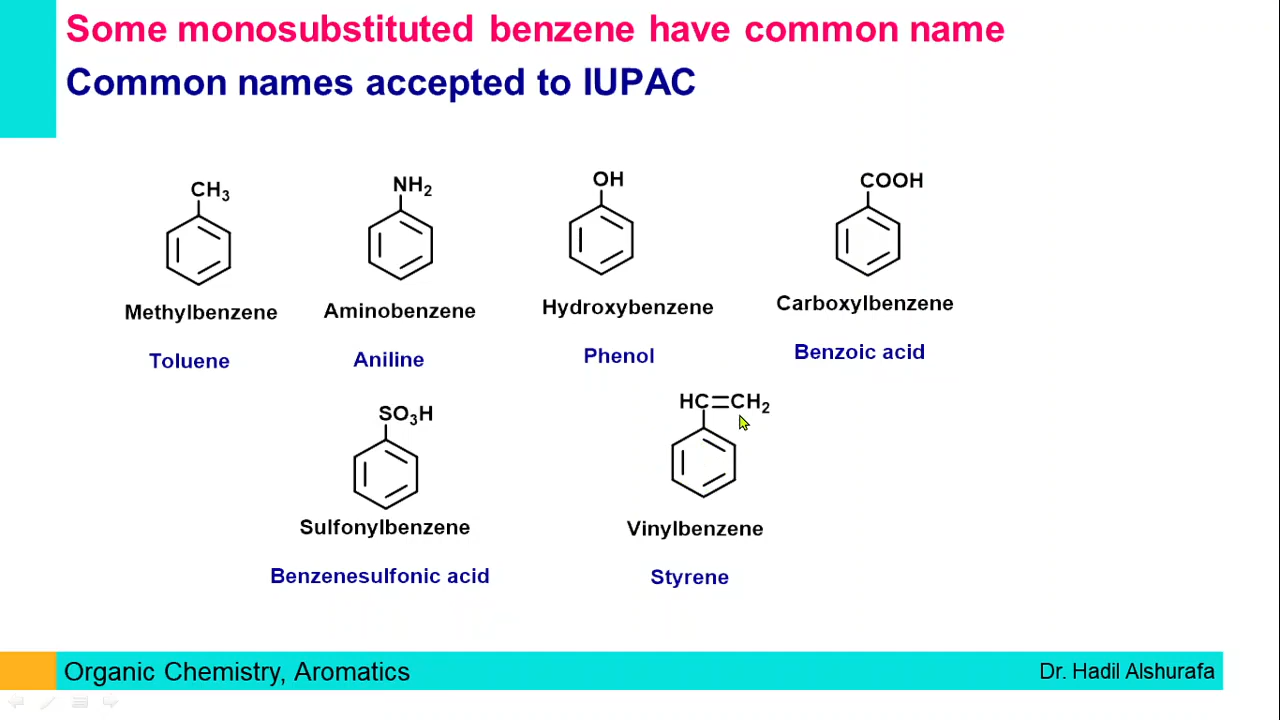 Some monosubstituted benzene have common name
Common names accepted to IUPAC
CH₃
NH₂
OH
COOH
Methylbenzene
Aminobenzene
Hydroxybenzene
Carboxylbenzene
Toluene
Aniline
Phenol
Benzoic acid
SO₃H
HC=CH₂
Sulfonylbenzene
Vinylbenzene
Benzenesulfonic acid
Styrene
Organic Chemistry, Aromatics
Dr. Hadil Alshurafa